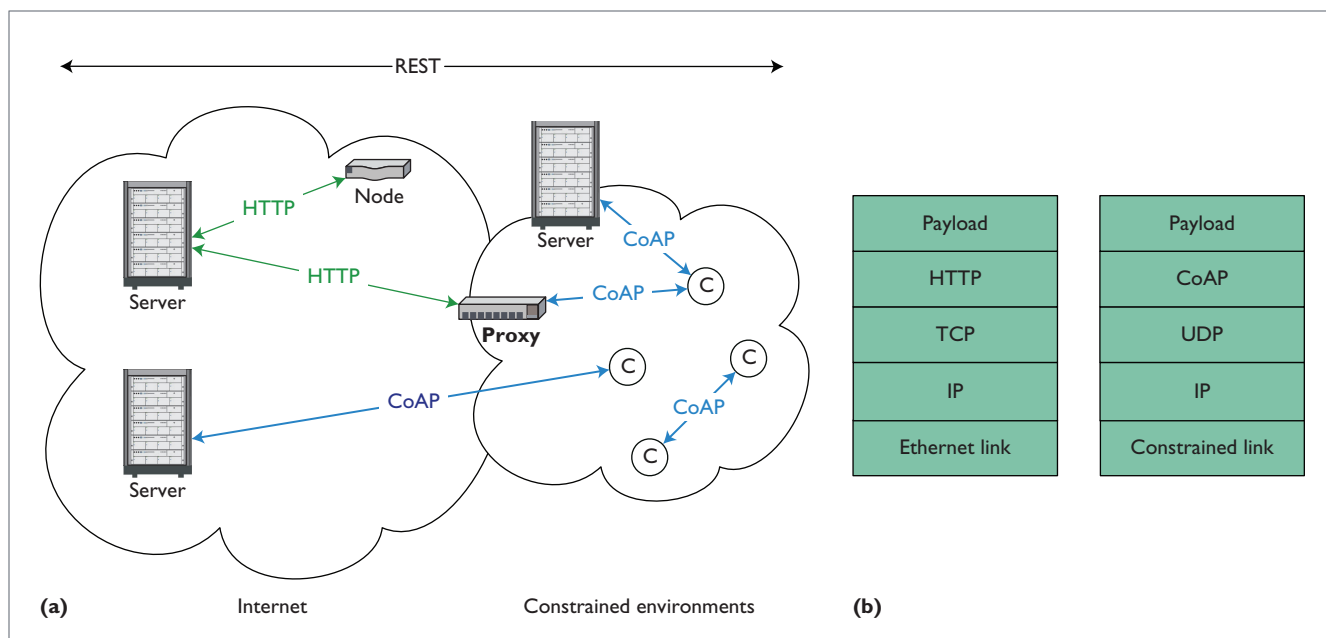 REST
Node
HTTP
Server
HTTP
Server
CoAP
CoAP
C
Proxy
C
C
CoAP
CoAP
C
Server
(a)
Internet
Constrained environments
Payload
HTTP
TCP
IP
Ethernet link
Payload
CoAP
UDP
IP
Constrained link
(b)